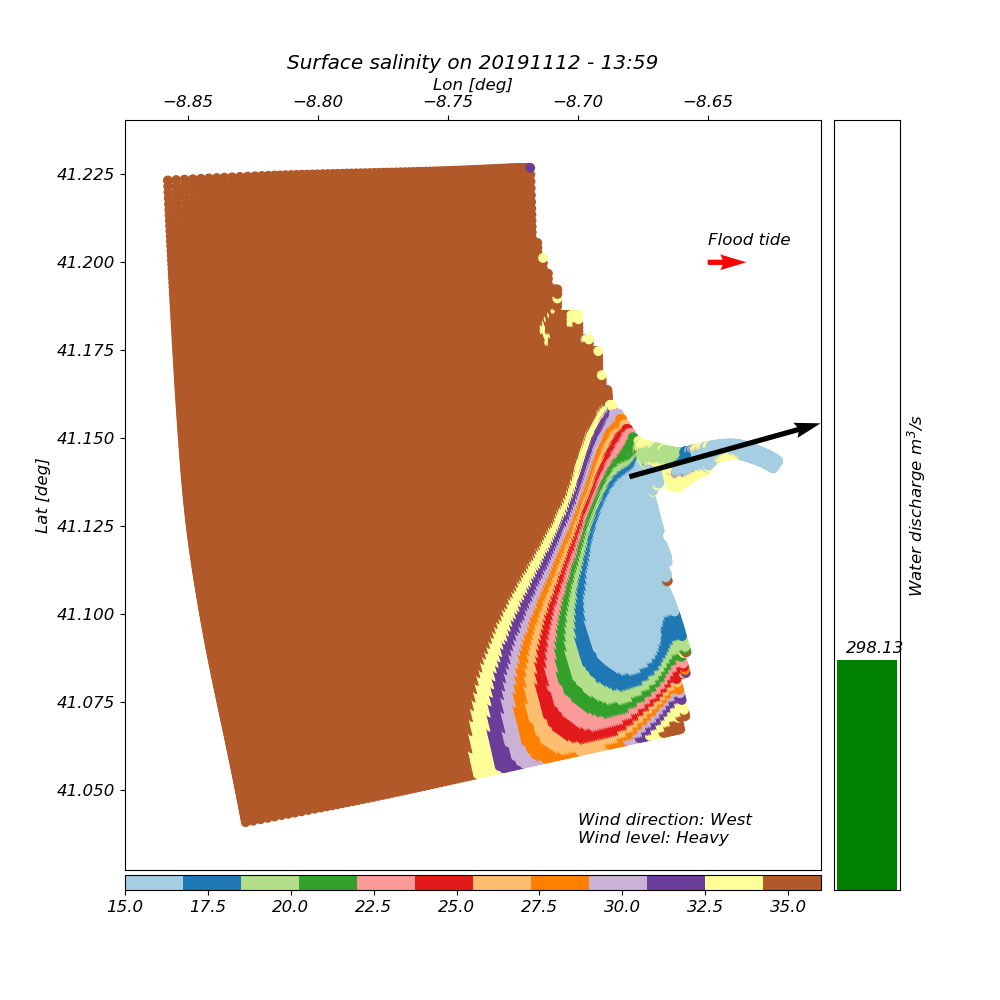 Surface salinity on 20191112 - 13:59
Lon [deg]
−8.85 −8.80 −8.75 −8.70 −8.65
41.225
41.200
41.175
41.150
41.125
41.100
41.075
41.050
Lat [deg]
Flood tide
Wind direction: West
Wind level: Heavy
298.13
Water discharge m³/s
15.0 17.5 20.0 22.5 25.0 27.5 30.0 32.5 35.0